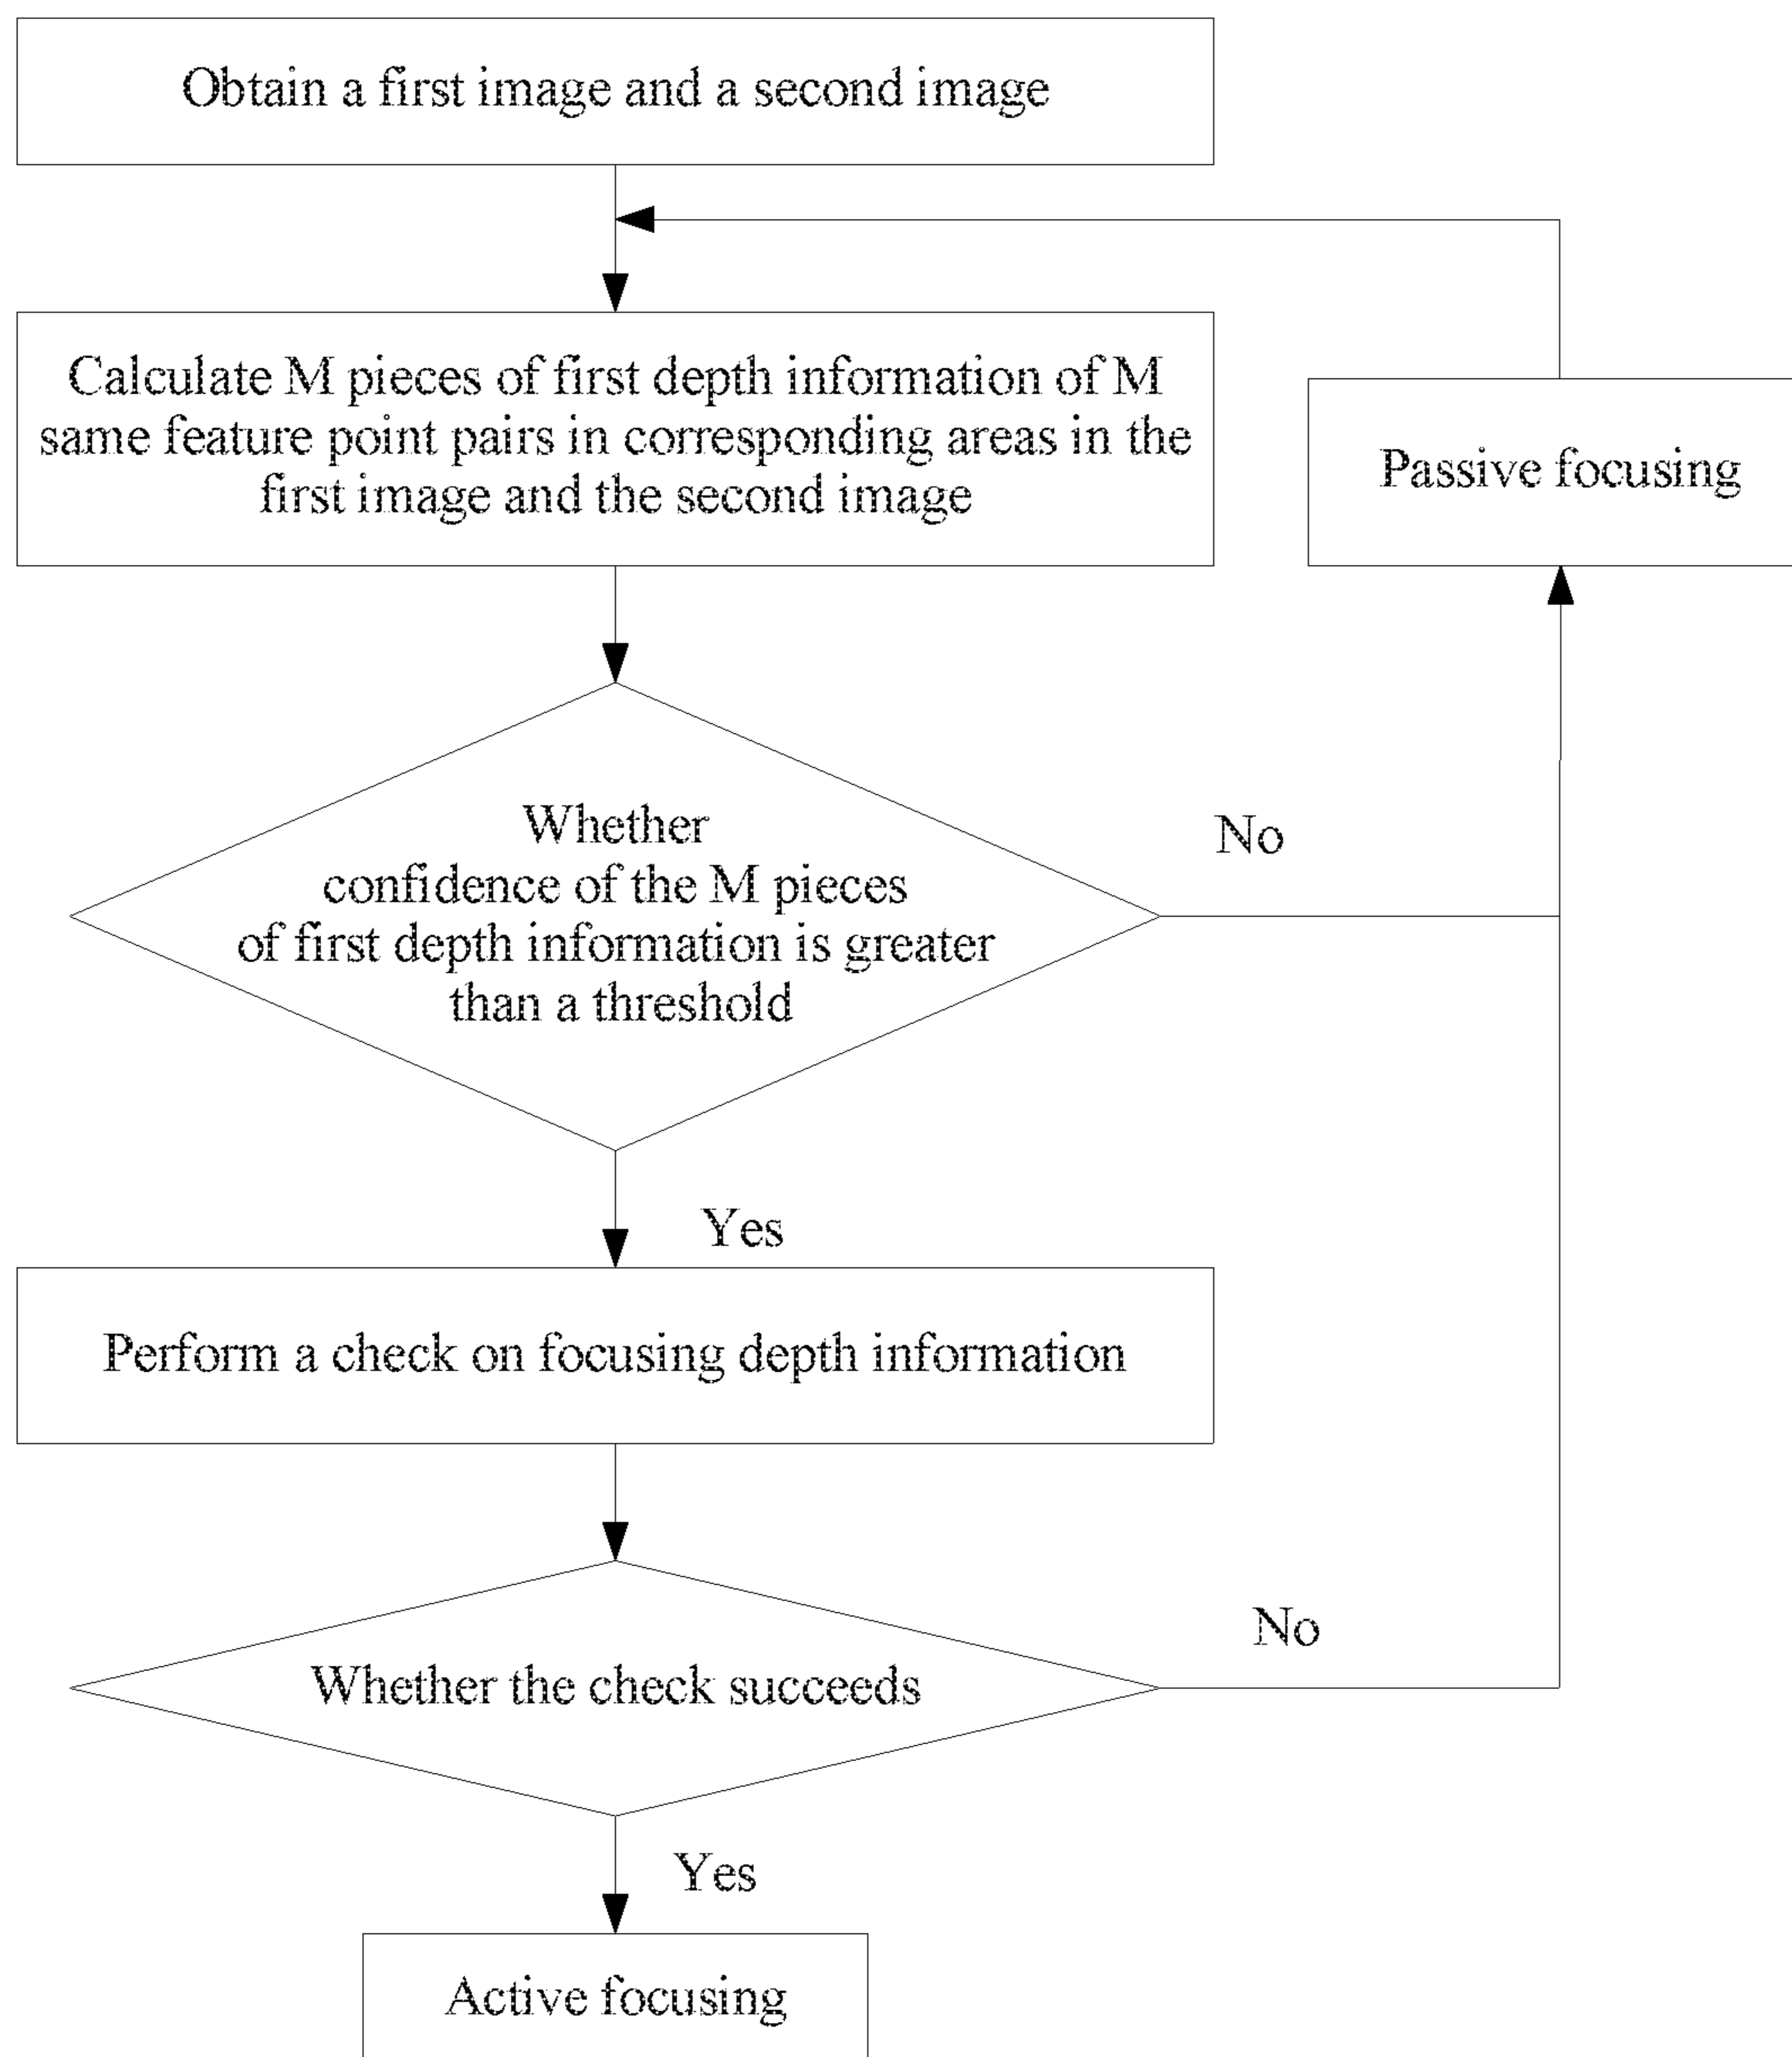 Obtain a first image and a second image
Calculate M pieces of first depth information of M
same feature point pairs in corresponding areas in the
first image and the second image
Passive focusing
Whether
confidence of the M pieces
of first depth information is greater
than a threshold
No
Yes
Perform a check on focusing depth information
Whether the check succeeds
No
Yes
Active focusing